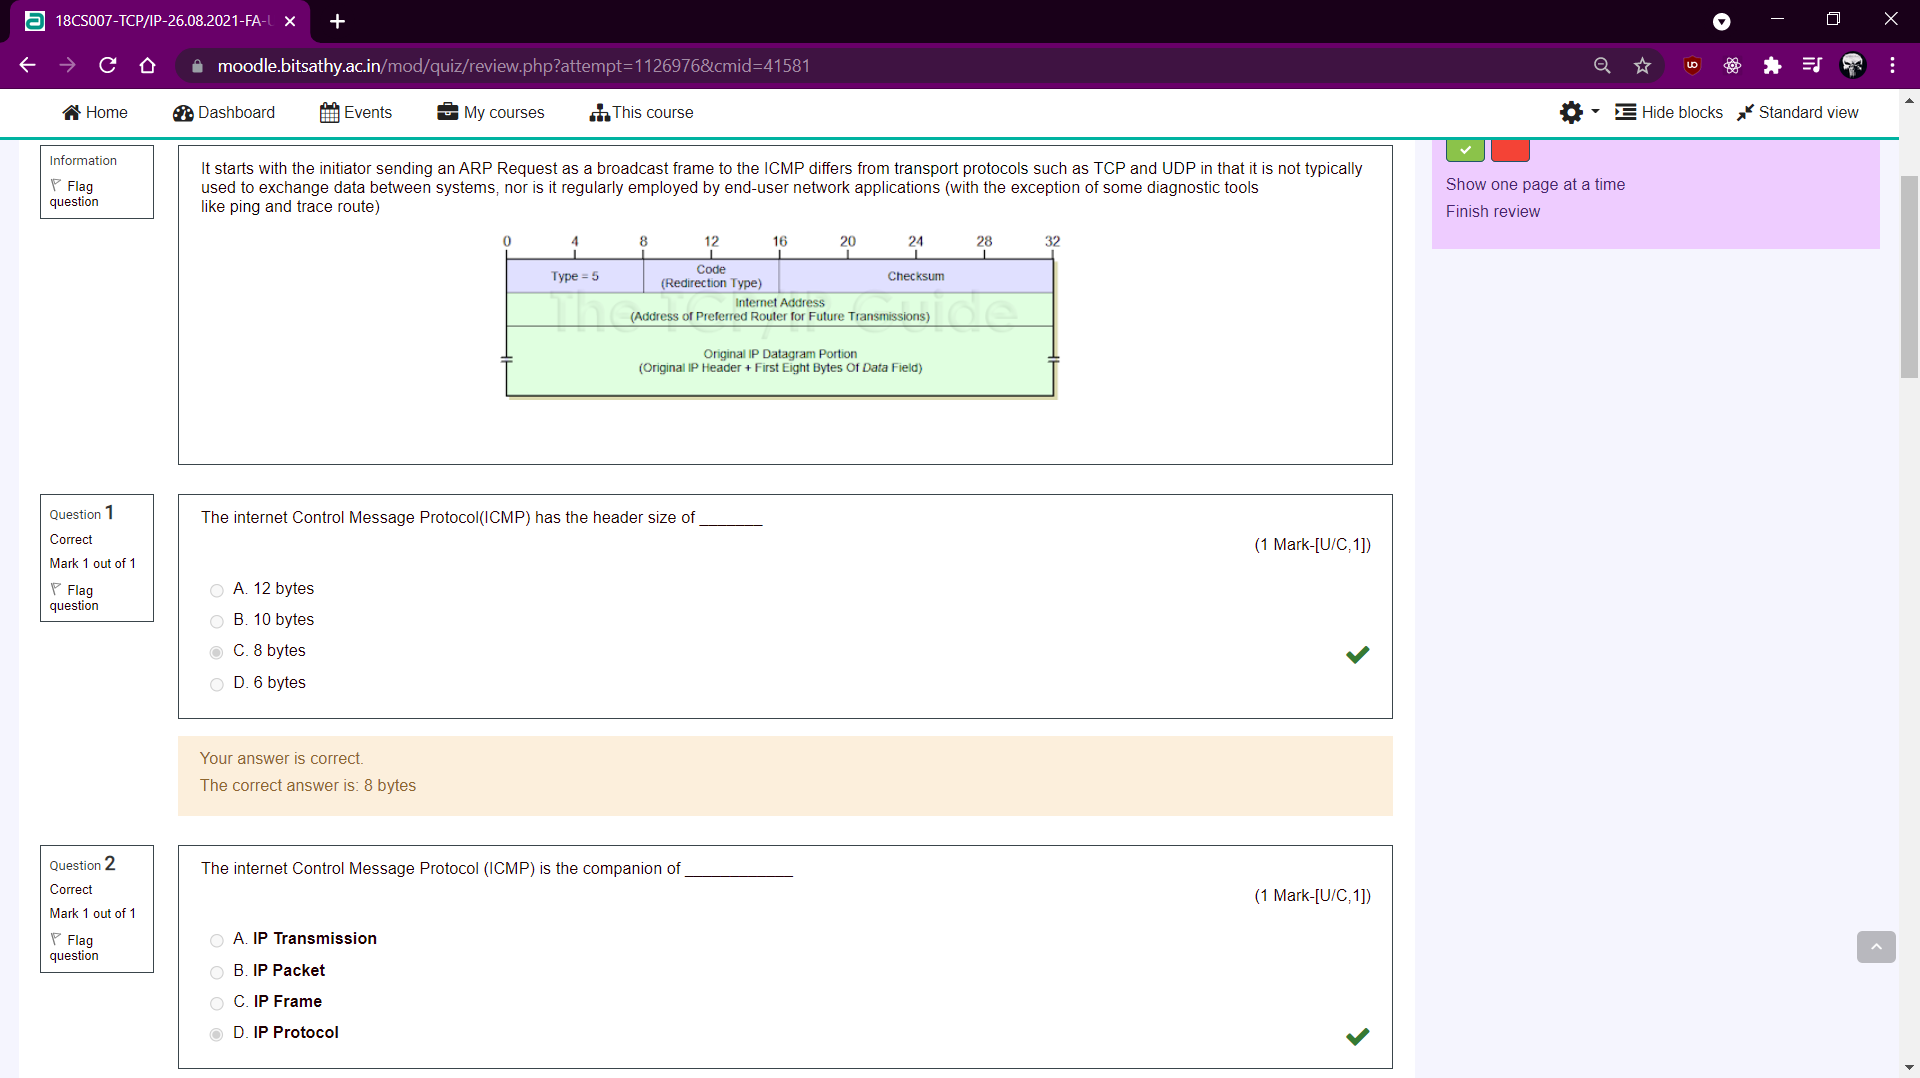 18CS007-TCP/IP-26.08.2021-FA-
moodle.bitsathy.ac.in/mod/quiz/review.php?attempt=1126976&cmid=41581
Home
Dashboard
Events
My courses
This course
Hide blocks
Standard view
Information
Flag
question
It starts with the initiator sending an ARP Request as a broadcast frame to the ICMP differs from transport protocols such as TCP and UDP in that it is not typically
used to exchange data between systems, nor is it regularly employed by end-user network applications (with the exception of some diagnostic tools
like ping and trace route)
0 4 8 12 16 20 24 28 32
Type = 5
Code
(Redirection Type)
Checksum
The TCP/IP Guide
Internet Address
(Address of Preferred Router for Future Transmissions)
Original IP Datagram Portion
(Original IP Header + First Eight Bytes Of Data Field)
Show one page at a time
Finish review
Question 1
Correct
Mark 1 out of 1
Flag
question
The internet Control Message Protocol(ICMP) has the header size of _______
(1 Mark-[U/C,1])
A. 12 bytes
B. 10 bytes
C. 8 bytes
D. 6 bytes
Your answer is correct.
The correct answer is: 8 bytes
Question 2
Correct
Mark 1 out of 1
Flag
question
The internet Control Message Protocol (ICMP) is the companion of ____________
(1 Mark-[U/C,1])
A. IP Transmission
B. IP Packet
C. IP Frame
D. IP Protocol